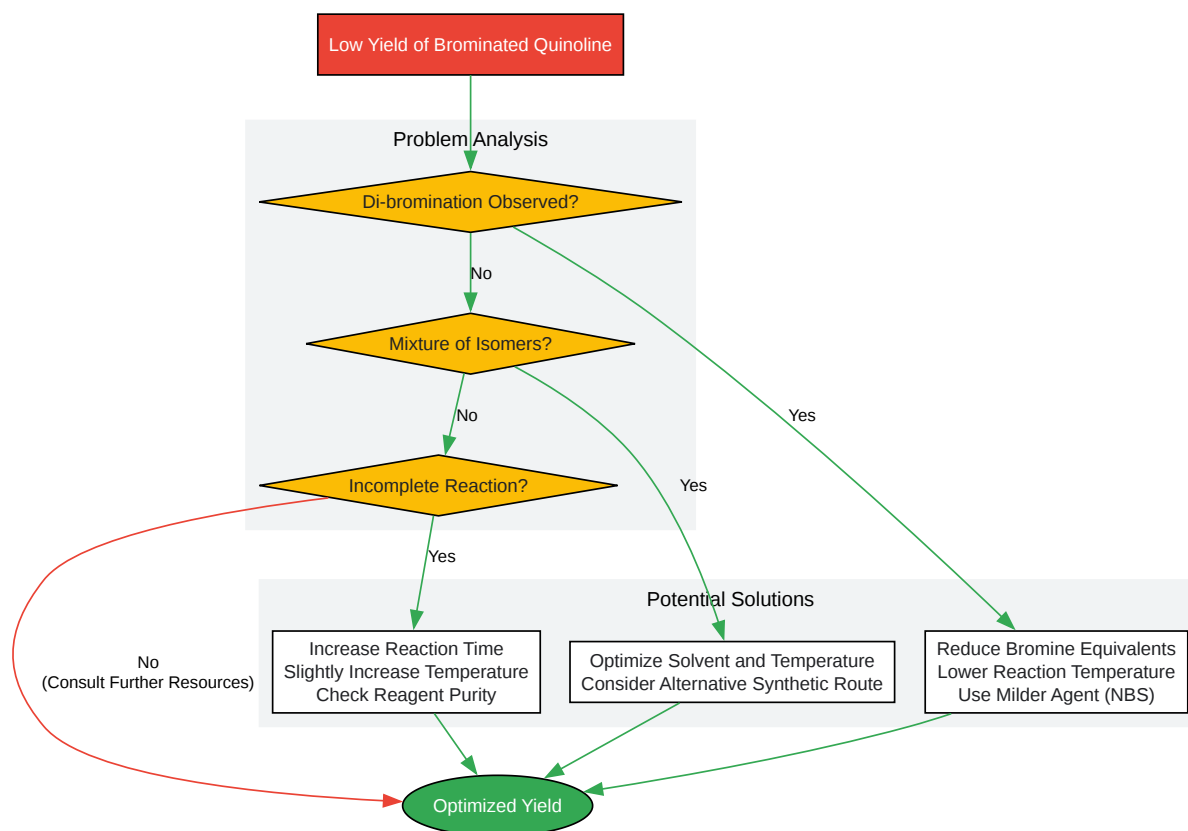 Low Yield of Brominated Quinoline
Problem Analysis
Di-bromination Observed?
No
Mixture of Isomers?
Yes
No
Yes
Incomplete Reaction?
Yes
Potential Solutions
Increase Reaction Time
Slightly Increase Temperature
Check Reagent Purity
Optimize Solvent and Temperature
Consider Alternative Synthetic Route
Reduce Bromine Equivalents
Lower Reaction Temperature
Use Milder Agent (NBS)
No
(Consult Further Resources)
Optimized Yield